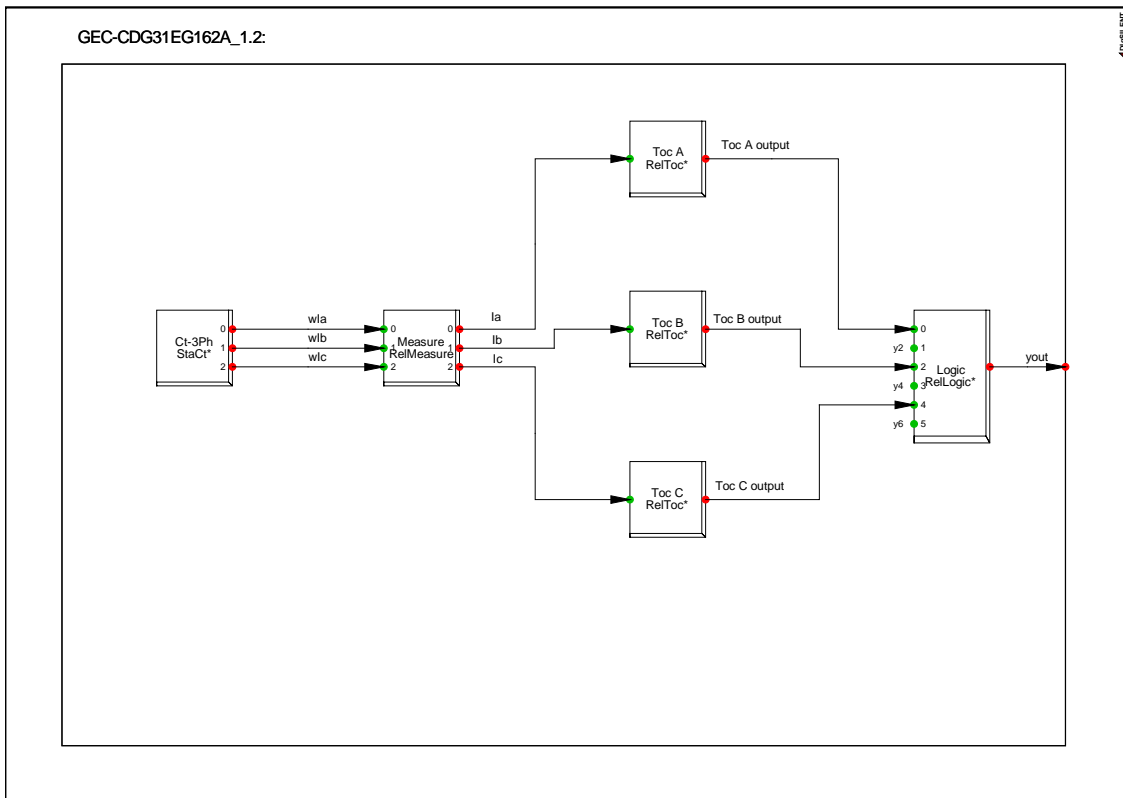 GEC-CDG31EG162A_1.2:
DIgSILENT
Toc A
RelToc*
Toc A output
Ct-3Ph
StaCt*
0
1
2
wIa
wIb
wIc
0
1
2
Measure
RelMeasure
0
1
2
Ia
Ib
Ic
Toc B
RelToc*
Toc B output
Toc C
RelToc*
Toc C output
y2
y4
y6
0
1
2
3
4
5
Logic
RelLogic*
yout